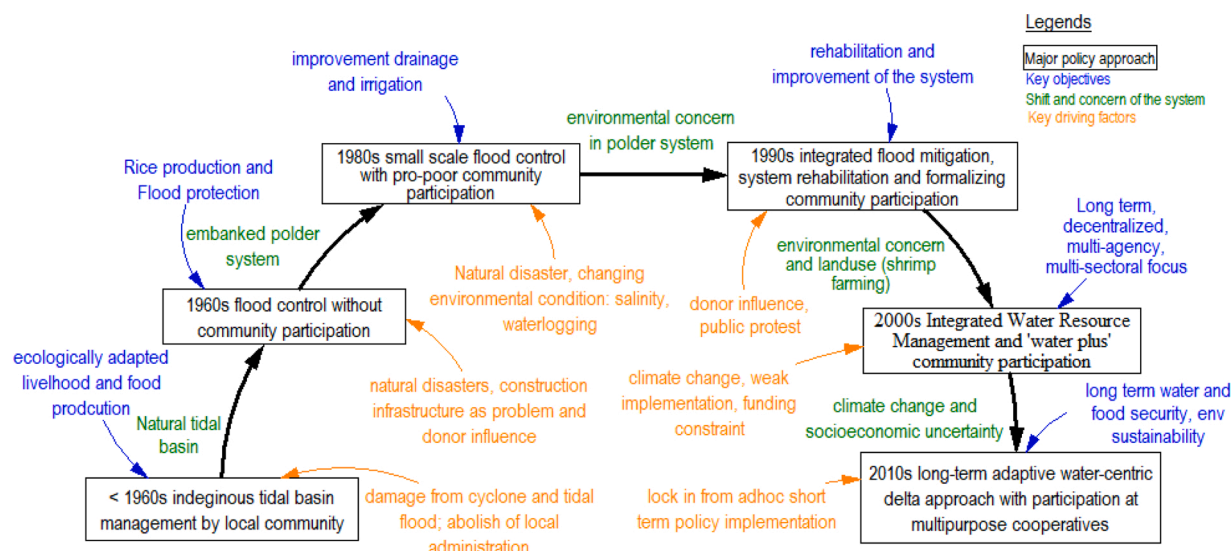 Legends
Major policy approach
Key objectives
Shift and concern of the system
Key driving factors
improvement drainage
and irrigation
rehabilitation and
improvement of the system
environmental concern
in polder system
1980s small scale flood control
with pro-poor community
participation
1990s integrated flood mitigation,
system rehabilitation and formalizing
community participation
Rice production and
Flood protection
embanked polder
system
Natural disaster, changing
environmental condition: salinity,
waterlogging
donor influence,
public protest
environmental concern
and landuse (shrimp
farming)
Long term,
decentralized,
multi-agency,
multi-sectoral focus
1960s flood control without
community participation
2000s Integrated Water Resource
Management and 'water plus'
community participation
ecologically adapted
livelhood and food
prodcution
Natural tidal
basin
natural disasters, construction
infrastructure as problem and
donor influence
climate change, weak
implementation, funding
constraint
climate change and
socioeconomic uncertainty
long term water and
food security, env
sustainability
< 1960s indeginous tidal basin
management by local community
damage from cyclone and tidal
flood; abolish of local
administration
lock in from adhoc short
term policy implementation
2010s long-term adaptive water-centric
delta approach with participation at
multipurpose cooperatives